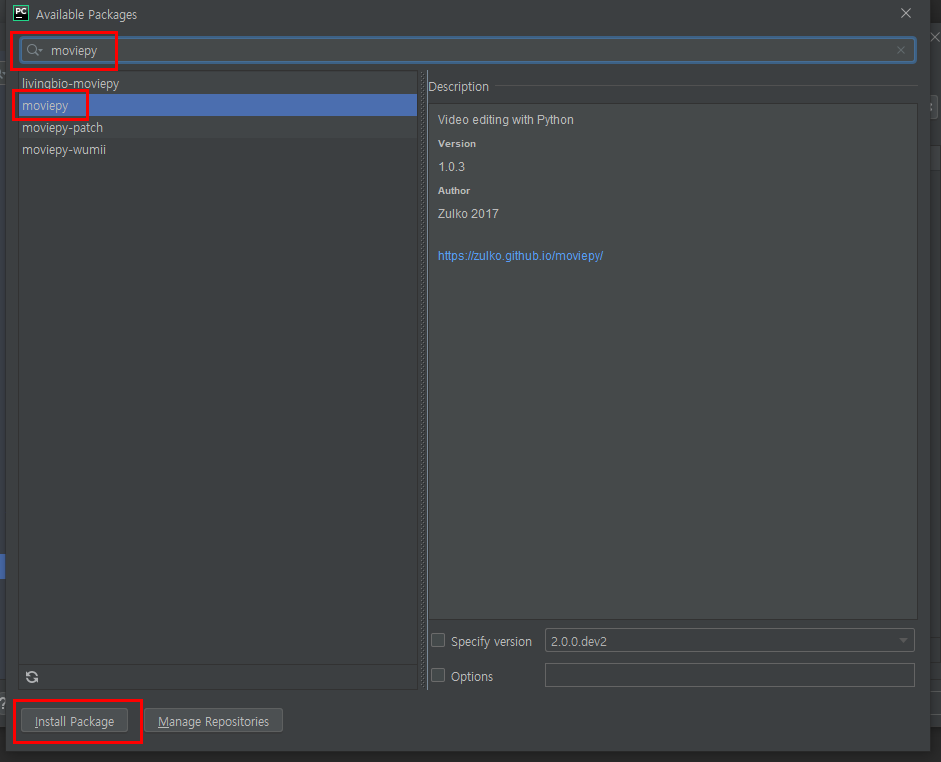 PC
Available Packages
moviepy
livingbio-moviepy
moviepy
moviepy-patch
moviepy-wumii
Description
Video editing with Python
Version
1.0.3
Author
Zulko 2017
https://zulko.github.io/moviepy/
Specify version
2.0.0.dev2
Options
Install Package
Manage Repositories
?